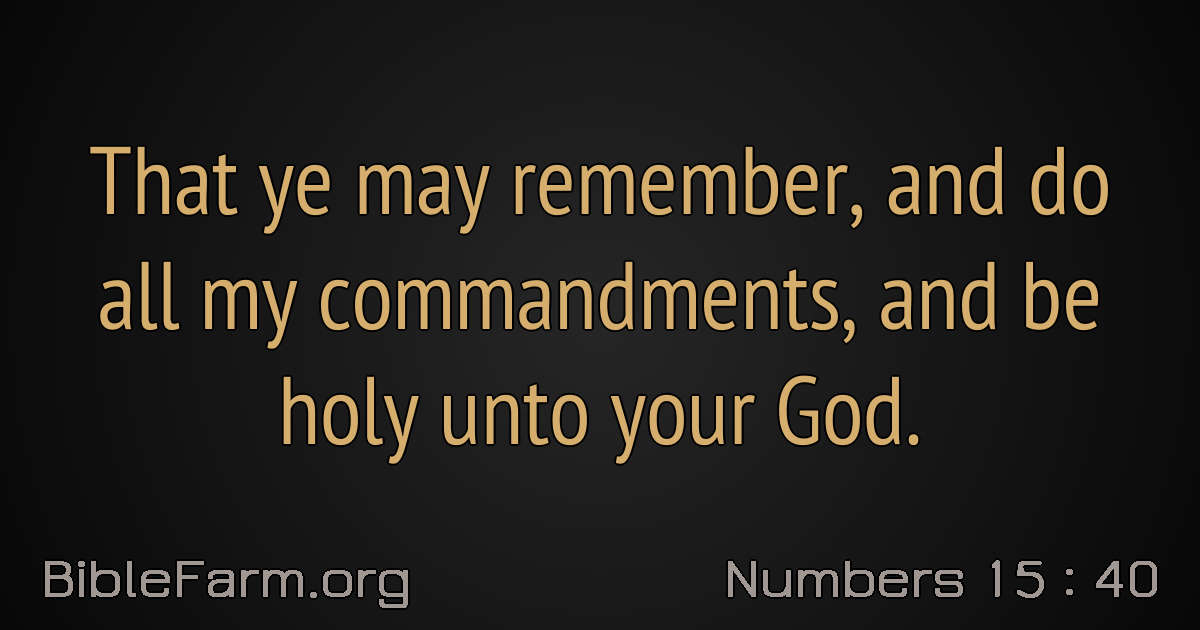 That ye may remember, and do
all my commandments, and be
holy unto your God.
BibleFarm.org
Numbers 15 : 40